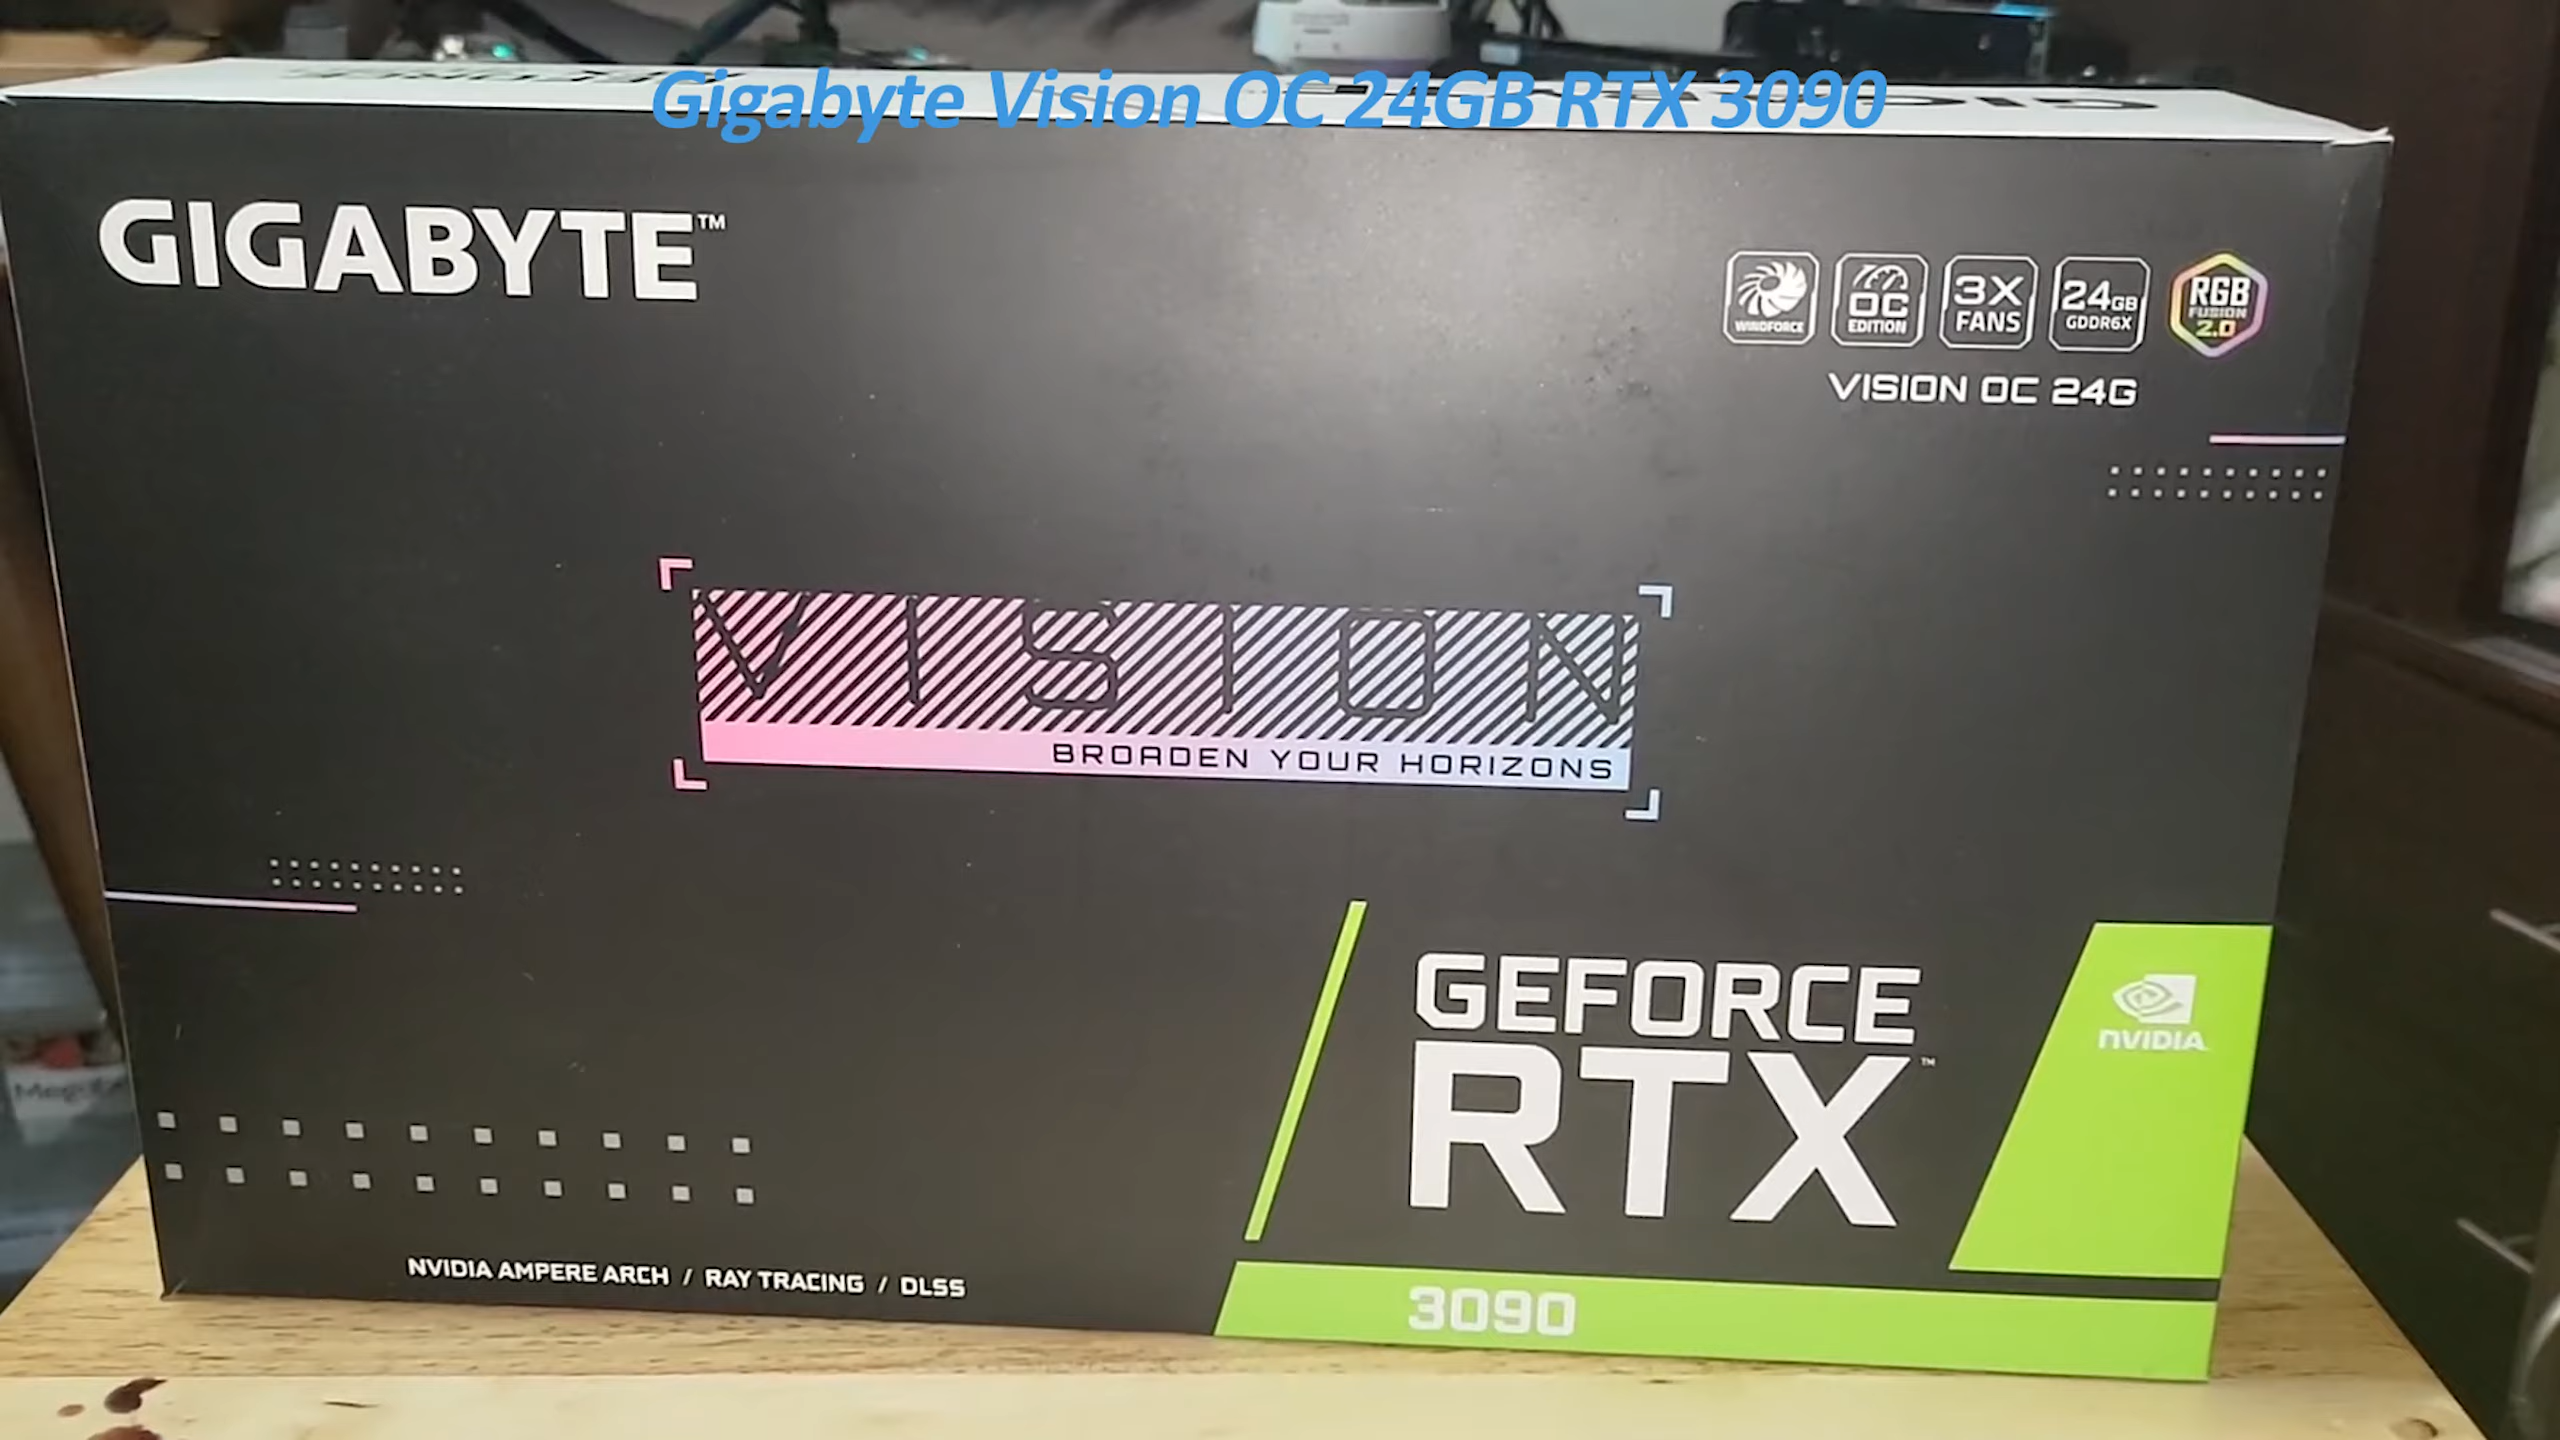 Gigabyte Vision OC 24GB RTX 3090
GIGABYTE™
WINDFORCE
OC EDITION
3X FANS
24GB GDDR6X
RGB FUSION 2.0
VISION OC 24G
VISION
BROADEN YOUR HORIZONS
GEFORCE
RTX™
NVIDIA
NVIDIA AMPERE ARCH / RAY TRACING / DLSS
3090